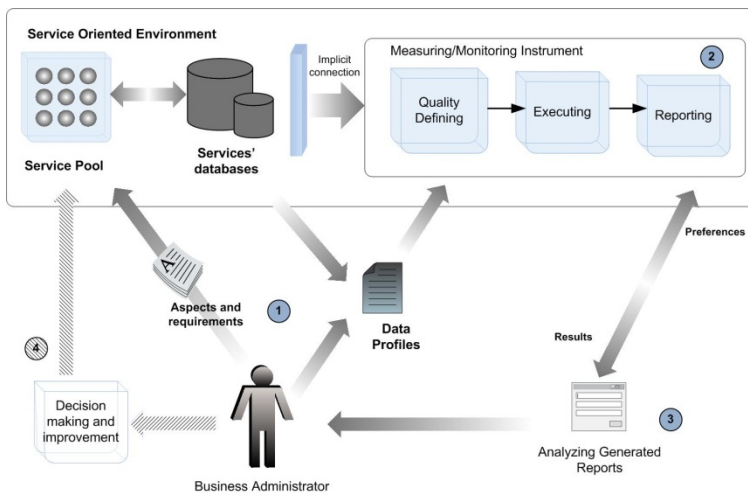 Service Oriented Environment
Service Pool
Services'
databases
Implicit
connection
Measuring/Monitoring Instrument
2
Quality
Defining
Executing
Reporting
A
Aspects and
requirements
1
Data
Profiles
Preferences
Results
4
Decision
making and
improvement
Business Administrator
3
Analyzing Generated
Reports